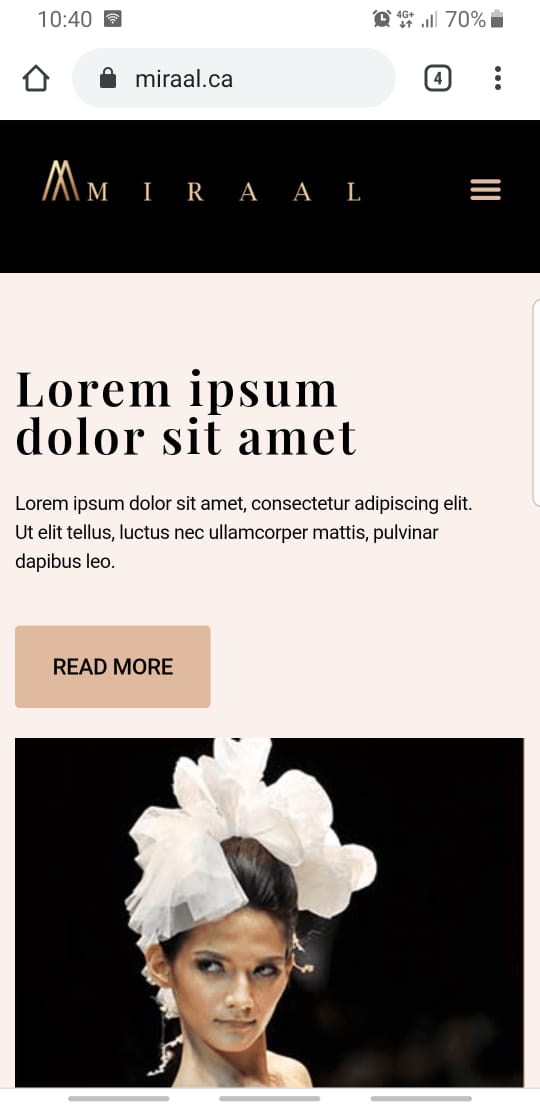 10:40
4G+
70%
miraal.ca
4
M I R A A L
Lorem ipsum
dolor sit amet
Lorem ipsum dolor sit amet, consectetur adipiscing elit.
Ut elit tellus, luctus nec ullamcorper mattis, pulvinar
dapibus leo.
READ MORE